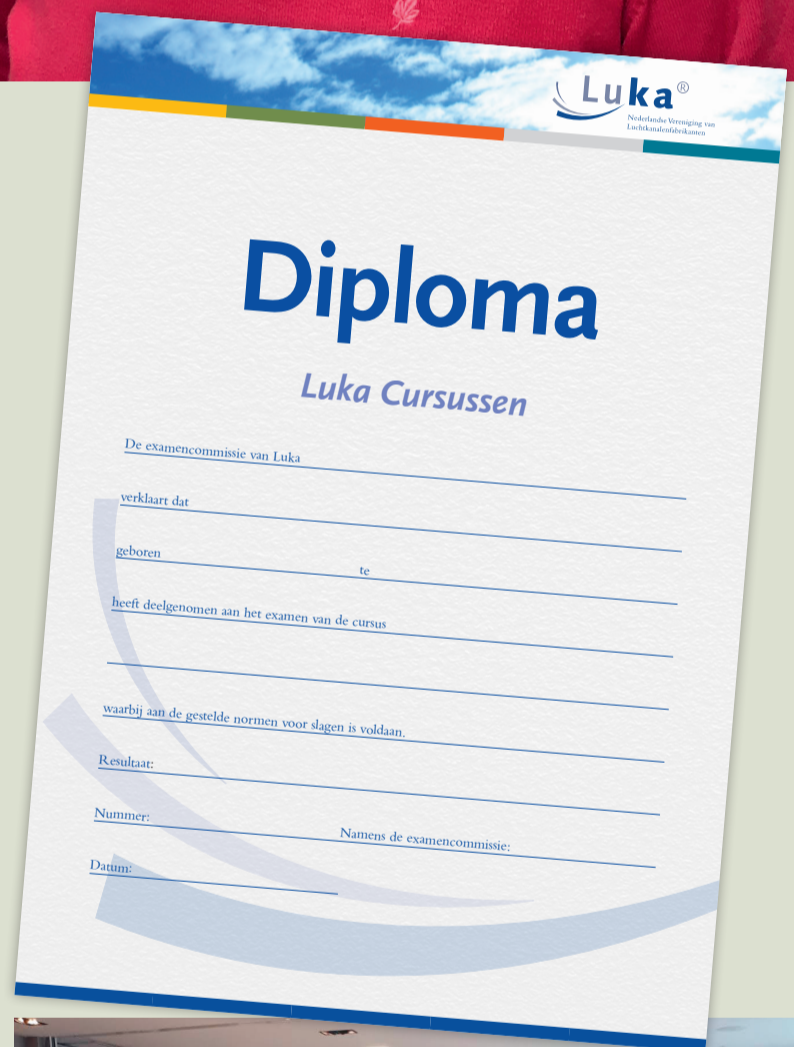 Luka®
Nederlandse Vereniging van
Luchtkanalenfabrikanten
Diploma
Luka Cursussen
De examencommissie van Luka
verklaart dat
geboren te
heeft deelgenomen aan het examen van de cursus
waarbij aan de gestelde normen voor slagen is voldaan.
Resultaat:
Nummer: Namens de examencommissie:
Datum: